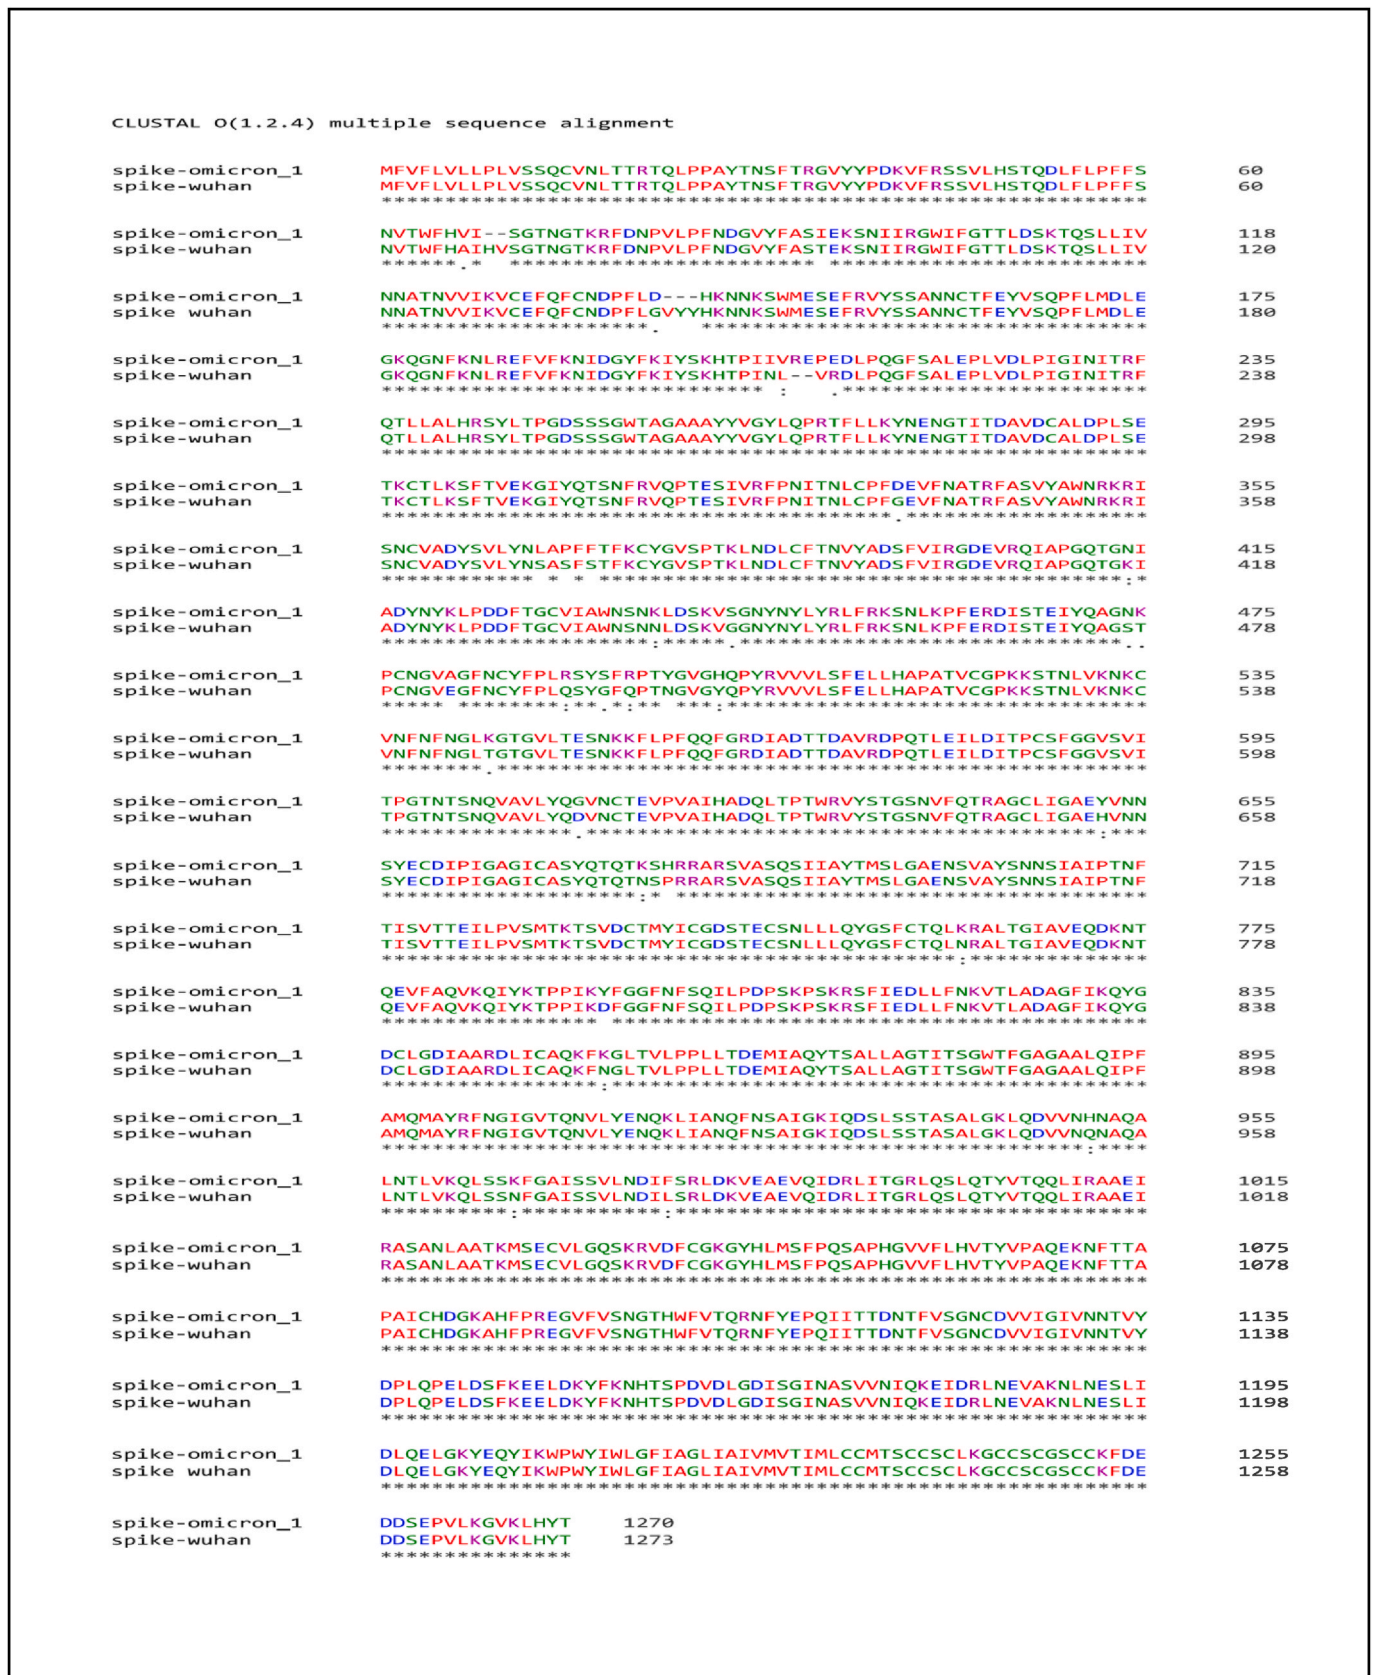 CLUSTAL O(1.2.4) multiple sequence alignment
spike-omicron_1 MFVFLVLLPLVSSQCVNLTTRTQLPPAYTNSFTRGVYYPDKVFRSSVLHSTQDLFLPFFS 60
spike-wuhan MFVFLVLLPLVSSQCVNLTTRTQLPPAYTNSFTRGVYYPDKVFRSSVLHSTQDLFLPFFS 60
************************************************************
spike-omicron_1 NVTWFHVI--SGTNGTKRFDNPVLPFNDGVYFASIEKSNIIRGWIFGTTLDSKTQSLLIV 118
spike-wuhan NVTWFHAIHVSGTNGTKRFDNPVLPFNDGVYFASTEKSNIIRGWIFGTTLDSKTQSLLIV 120
******.*  ************************ *************************
spike-omicron_1 NNATNVVIKVCEFQFCNDPFLD---HKNNKSWMESEFRVYSSANNCTFEYVSQPFLMDLE 175
spike wuhan NNATNVVIKVCEFQFCNDPFLGVYYHKNNKSWMESEFRVYSSANNCTFEYVSQPFLMDLE 180
*********************.   ***********************************
spike-omicron_1 GKQGNFKNLREFVFKNIDGYFKIYSKHTPIIVREPEDLPQGFSALEPLVDLPIGINITRF 235
spike-wuhan GKQGNFKNLREFVFKNIDGYFKIYSKHTPINL--VRDLPQGFSALEPLVDLPIGINITRF 238
****************************** :   .************************
spike-omicron_1 QTLLALHRSYLTPGDSSSGWTAGAAAYYVGYLQPRTFLLKYNENGTITDAVDCALDPLSE 295
spike-wuhan QTLLALHRSYLTPGDSSSGWTAGAAAYYVGYLQPRTFLLKYNENGTITDAVDCALDPLSE 298
************************************************************
spike-omicron_1 TKCTLKSFTVEKGIYQTSNFRVQPTESIVRFPNITNLCPFDEVFNATRFASVYAWNRKRI 355
spike-wuhan TKCTLKSFTVEKGIYQTSNFRVQPTESIVRFPNITNLCPFGEVFNATRFASVYAWNRKRI 358
****************************************.*******************
spike-omicron_1 SNCVADYSVLYNLAPFFTFKCYGVSPTKLNDLCFTNVYADSFVIRGDEVRQIAPGQTGNI 415
spike-wuhan SNCVADYSVLYNSASFSTFKCYGVSPTKLNDLCFTNVYADSFVIRGDEVRQIAPGQTGKI 418
************ * * *****************************************:*
spike-omicron_1 ADYNYKLPDDFTGCVIAWNSNKLDSKVSGNYNYLYRLFRKSNLKPFERDISTEIYQAGNK 475
spike-wuhan ADYNYKLPDDFTGCVIAWNSNNLDSKVGGNYNYLYRLFRKSNLKPFERDISTEIYQAGST 478
*********************:*****.******************************..
spike-omicron_1 PCNGVAGFNCYFPLRSYSFRPTYGVGHQPYRVVVLSFELLHAPATVCGPKKSTNLVKNKC 535
spike-wuhan PCNGVEGFNCYFPLQSYGFQPTNGVGYQPYRVVVLSFELLHAPATVCGPKKSTNLVKNKC 538
***** ********:**.*:** ***:*********************************
spike-omicron_1 VNFNFNGLKGTGVLTESNKKFLPFQQFGRDIADTTDAVRDPQTLEILDITPCSFGGVSVI 595
spike-wuhan VNFNFNGLTGTGVLTESNKKFLPFQQFGRDIADTTDAVRDPQTLEILDITPCSFGGVSVI 598
********.***************************************************
spike-omicron_1 TPGTNTSNQVAVLYQGVNCTEVPVAIHADQLTPTWRVYSTGSNVFQTRAGCLIGAEYVNN 655
spike-wuhan TPGTNTSNQVAVLYQDVNCTEVPVAIHADQLTPTWRVYSTGSNVFQTRAGCLIGAEHVNN 658
***************.****************************************:***
spike-omicron_1 SYECDIPIGAGICASYQTQTKSHRRARSVASQSIIAYTMSLGAENSVAYSNNSIAIPTNF 715
spike-wuhan SYECDIPIGAGICASYQTQTNSPRRARSVASQSIIAYTMSLGAENSVAYSNNSIAIPTNF 718
********************:* *************************************
spike-omicron_1 TISVTTEILPVSMTKTSVDCTMYICGDSTECSNLLLQYGSFCTQLKRALTGIAVEQDKNT 775
spike-wuhan TISVTTEILPVSMTKTSVDCTMYICGDSTECSNLLLQYGSFCTQLNRALTGIAVEQDKNT 778
*********************************************:**************
spike-omicron_1 QEVFAQVKQIYKTPPIKYFGGFNFSQILPDPSKPSKRSFIEDLLFNKVTLADAGFIKQYG 835
spike-wuhan QEVFAQVKQIYKTPPIKDFGGFNFSQILPDPSKPSKRSFIEDLLFNKVTLADAGFIKQYG 838
***************** ******************************************
spike-omicron_1 DCLGDIAARDLICAQKFKGLTVLPPLLTDEMIAQYTSALLAGTITSGWTFGAGAALQIPF 895
spike-wuhan DCLGDIAARDLICAQKFNGLTVLPPLLTDEMIAQYTSALLAGTITSGWTFGAGAALQIPF 898
*****************:******************************************
spike-omicron_1 AMQMAYRFNGIGVTQNVLYENQKLIANQFNSAIGKIQDSLSSTASALGKLQDVVNHNAQA 955
spike-wuhan AMQMAYRFNGIGVTQNVLYENQKLIANQFNSAIGKIQDSLSSTASALGKLQDVVNQNAQA 958
*******************************************************:****
spike-omicron_1 LNTLVKQLSSKFGAISSVLNDIFSRLDKVEAEVQIDRLITGRLQSLQTYVTQQLIRAAEI 1015
spike-wuhan LNTLVKQLSSNFGAISSVLNDILSRLDKVEAEVQIDRLITGRLQSLQTYVTQQLIRAAEI 1018
**********:***********:*************************************
spike-omicron_1 RASANLAATKMSECVLGQSKRVDFCGKGYHLMSFPQSAPHGVVFLHVTYVPAQEKNFTTA 1075
spike-wuhan RASANLAATKMSECVLGQSKRVDFCGKGYHLMSFPQSAPHGVVFLHVTYVPAQEKNFTTA 1078
************************************************************
spike-omicron_1 PAICHDGKAHFPREGVFVSNGTHWFVTQRNFYEPQIITTDNTFVSGNCDVVIGIVNNTVY 1135
spike-wuhan PAICHDGKAHFPREGVFVSNGTHWFVTQRNFYEPQIITTDNTFVSGNCDVVIGIVNNTVY 1138
************************************************************
spike-omicron_1 DPLQPELDSFKEELDKYFKNHTSPDVDLGDISGINASVVNIQKEIDRLNEVAKNLNESLI 1195
spike-wuhan DPLQPELDSFKEELDKYFKNHTSPDVDLGDISGINASVVNIQKEIDRLNEVAKNLNESLI 1198
************************************************************
spike-omicron_1 DLQELGKYEQYIKWPWYIWLGFIAGLIAIVMVTIMLCCMTSCCSCLKGCCSCGSCCKFDE 1255
spike wuhan DLQELGKYEQYIKWPWYIWLGFIAGLIAIVMVTIMLCCMTSCCSCLKGCCSCGSCCKFDE 1258
************************************************************
spike-omicron_1 DDSEPVLKGVKLHYT 1270
spike-wuhan DDSEPVLKGVKLHYT 1273
***************